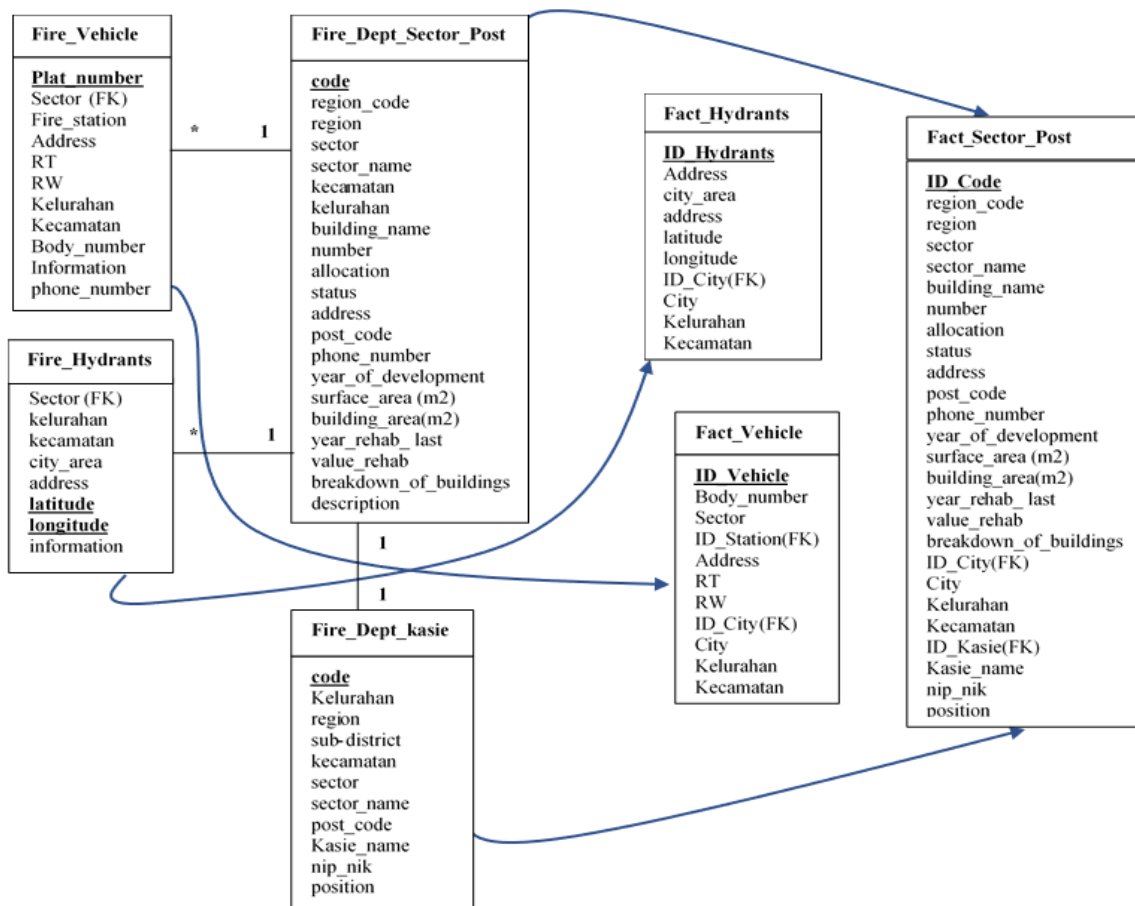 Fire_Vehicle
Plat_number
Sector (FK)
Fire_station
Address
RT
RW
Kelurahan
Kecamatan
Body_number
Information
phone_number
* 1
Fire_Dept_Sector_Post
code
region_code
region
sector
sector_name
kecamatan
kelurahan
building_name
number
allocation
status
address
post_code
phone_number
year_of_development
surface_area (m2)
building_area(m2)
year_rehab_ last
value_rehab
breakdown_of_buildings
description
Fire_Hydrants
Sector (FK)
kelurahan
kecamatan
city_area
address
latitude
longitude
information
* 1
1
1
Fire_Dept_kasie
code
Kelurahan
region
sub-district
kecamatan
sector
sector_name
post_code
Kasie_name
nip_nik
position
Fact_Hydrants
ID_Hydrants
Address
city_area
address
latitude
longitude
ID_City(FK)
City
Kelurahan
Kecamatan
Fact_Vehicle
ID_Vehicle
Body_number
Sector
ID_Station(FK)
Address
RT
RW
ID_City(FK)
City
Kelurahan
Kecamatan
Fact_Sector_Post
ID_Code
region_code
region
sector
sector_name
building_name
number
allocation
status
address
post_code
phone_number
year_of_development
surface_area (m2)
building_area(m2)
year_rehab_ last
value_rehab
breakdown_of_buildings
ID_City(FK)
City
Kelurahan
Kecamatan
ID_Kasie(FK)
Kasie_name
nip_nik
position